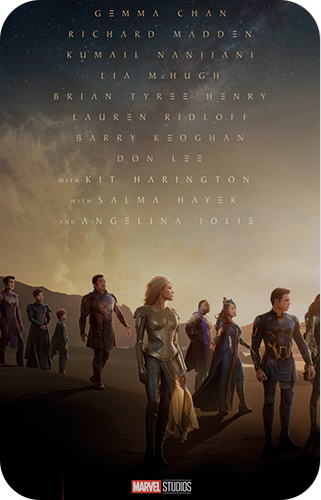 GEMMA CHAN
RICHARD MADDEN
KUMAIL NANJIANI
LIA McHUGH
BRIAN TYREE HENRY
LAUREN RIDLOFF
BARRY KEOGHAN
DON LEE
WITH KIT HARINGTON
WITH SALMA HAYEK
AND ANGELINA JOLIE
MARVEL STUDIOS